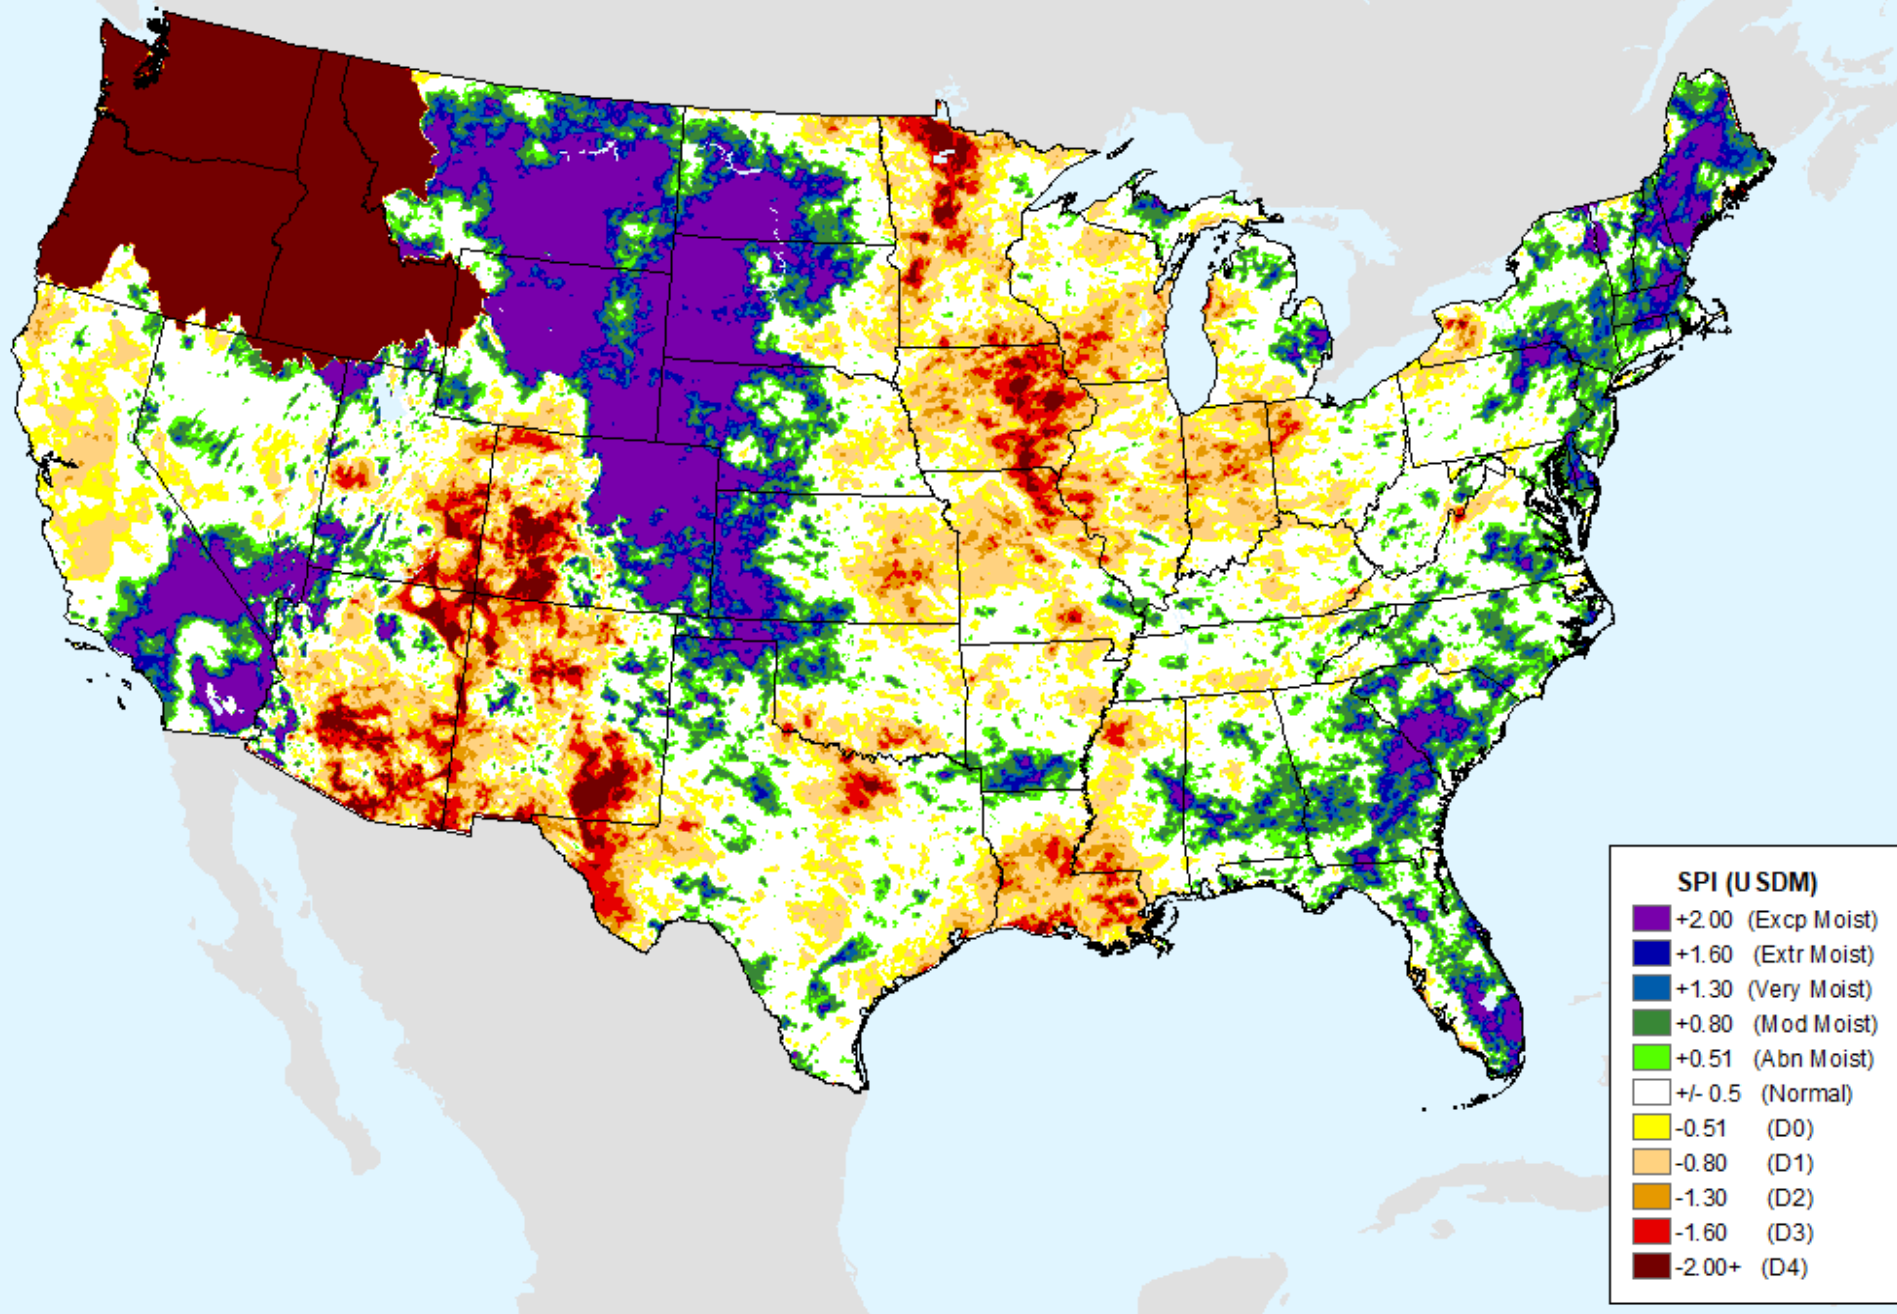 SPI (USDM)
+2.00 (Excp Moist)
+1.60 (Extr Moist)
+1.30 (Very Moist)
+0.80 (Mod Moist)
+0.51 (Abn Moist)
+/- 0.5 (Normal)
-0.51 (D0)
-0.80 (D1)
-1.30 (D2)
-1.60 (D3)
-2.00+ (D4)